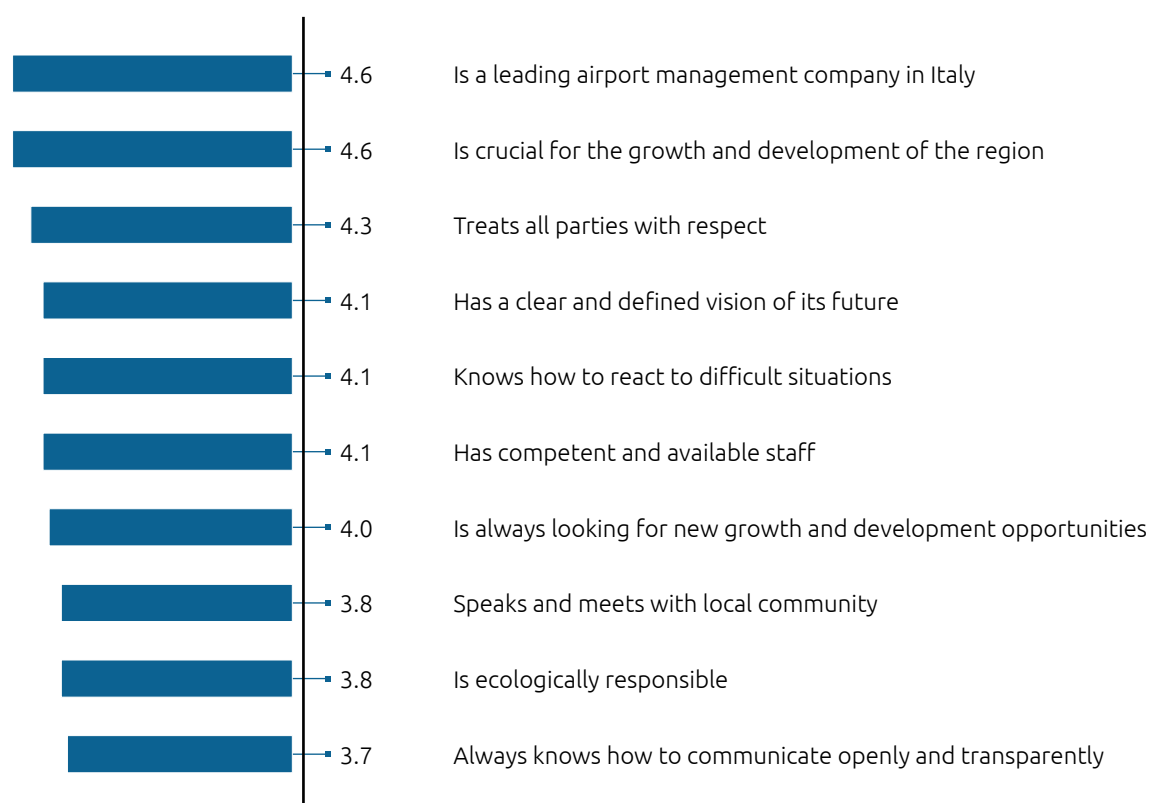 4.6 Is a leading airport management company in Italy
4.6 Is crucial for the growth and development of the region
4.3 Treats all parties with respect
4.1 Has a clear and defined vision of its future
4.1 Knows how to react to difficult situations
4.1 Has competent and available staff
4.0 Is always looking for new growth and development opportunities
3.8 Speaks and meets with local community
3.8 Is ecologically responsible
3.7 Always knows how to communicate openly and transparently